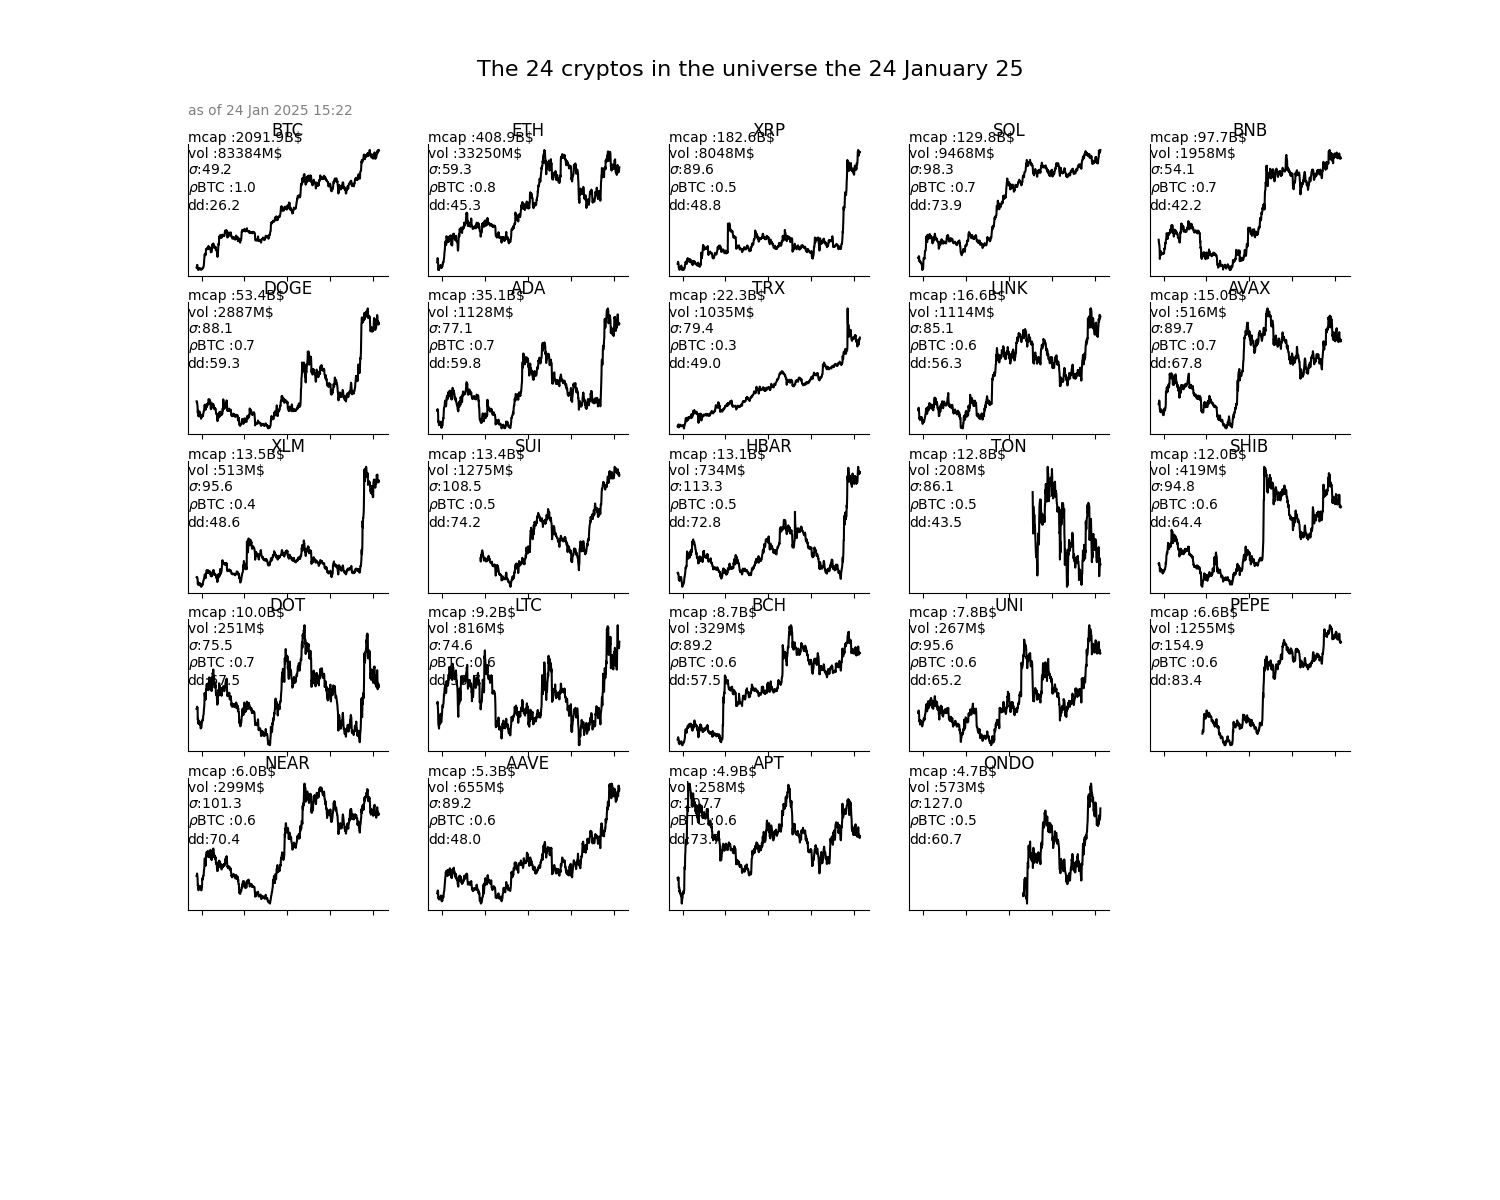 The 24 cryptos in the universe the 24 January 25
as of 24 Jan 2025 15:22
BTC
mcap :2091.9B$
vol :83384M$
σ:49.2
ρBTC :1.0
dd:26.2
ETH
mcap :408.9B$
vol :33250M$
σ:59.3
ρBTC :0.8
dd:45.3
XRP
mcap :182.6B$
vol :8048M$
σ:89.6
ρBTC :0.5
dd:48.8
SOL
mcap :129.8B$
vol :9468M$
σ:98.3
ρBTC :0.7
dd:73.9
BNB
mcap :97.7B$
vol :1958M$
σ:54.1
ρBTC :0.7
dd:42.2
DOGE
mcap :53.4B$
vol :2887M$
σ:88.1
ρBTC :0.7
dd:59.3
ADA
mcap :35.1B$
vol :1128M$
σ:77.1
ρBTC :0.7
dd:59.8
TRX
mcap :22.3B$
vol :1035M$
σ:79.4
ρBTC :0.3
dd:49.0
LINK
mcap :16.6B$
vol :1114M$
σ:85.1
ρBTC :0.6
dd:56.3
AVAX
mcap :15.0B$
vol :516M$
σ:89.7
ρBTC :0.7
dd:67.8
XLM
mcap :13.5B$
vol :513M$
σ:95.6
ρBTC :0.4
dd:48.6
SUI
mcap :13.4B$
vol :1275M$
σ:108.5
ρBTC :0.5
dd:74.2
HBAR
mcap :13.1B$
vol :734M$
σ:113.3
ρBTC :0.5
dd:72.8
TON
mcap :12.8B$
vol :208M$
σ:86.1
ρBTC :0.5
dd:43.5
SHIB
mcap :12.0B$
vol :419M$
σ:94.8
ρBTC :0.6
dd:64.4
DOT
mcap :10.0B$
vol :251M$
σ:75.5
ρBTC :0.7
LTC
mcap :9.2B$
vol :816M$
σ:74.6
ρBTC :0.6
BCH
mcap :8.7B$
vol :329M$
σ:89.2
ρBTC :0.6
dd:57.5
UNI
mcap :7.8B$
vol :267M$
σ:95.6
ρBTC :0.6
dd:65.2
PEPE
mcap :6.6B$
vol :1255M$
σ:154.9
ρBTC :0.6
dd:83.4
NEAR
mcap :6.0B$
vol :299M$
σ:101.3
ρBTC :0.6
dd:70.4
AAVE
mcap :5.3B$
vol :655M$
σ:89.2
ρBTC :0.6
dd:48.0
APT
mcap :4.9B$
vol :258M$
σ:107.7
ρBTC :0.6
ONDO
mcap :4.7B$
vol :573M$
σ:127.0
ρBTC :0.5
dd:60.7